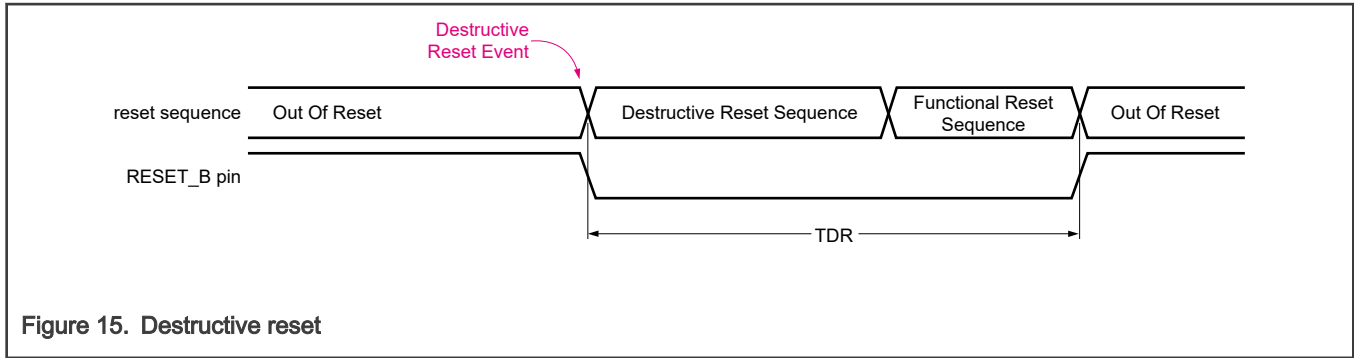 Destructive
Reset Event
reset sequence
Out Of Reset
Destructive Reset Sequence
Functional Reset
Sequence
Out Of Reset
RESET_B pin
TDR
Figure 15. Destructive reset